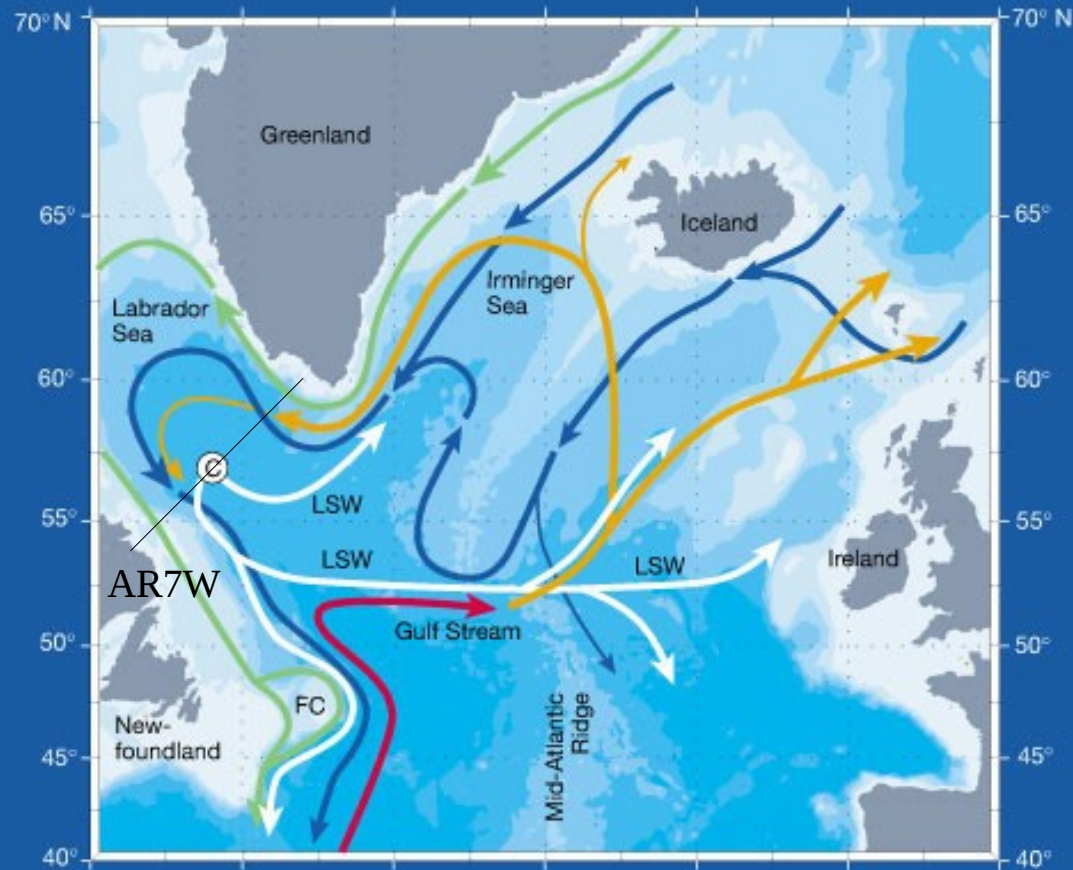 70° N
70° N
Greenland
65°
Iceland
65°
Irminger
Sea
Labrador
Sea
60°
60°
C
LSW
55°
55°
LSW
LSW
Ireland
AR7W
Gulf Stream
50°
50°
FC
New-
foundland
Mid-Atlantic
Ridge
45°
45°
40°
40°